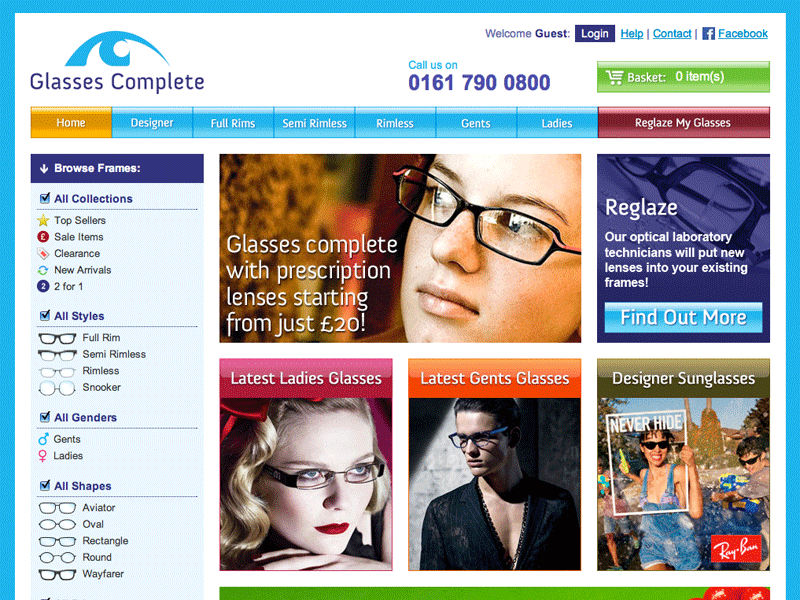 Welcome Guest: Login Help | Contact | Facebook
Glasses Complete
Call us on
0161 790 0800
Basket: 0 item(s)
Home Designer Full Rims Semi Rimless Rimless Gents Ladies Reglaze My Glasses
Browse Frames:
All Collections
Top Sellers
£ Sale Items
Clearance
New Arrivals
2 2 for 1
All Styles
Full Rim
Semi Rimless
Rimless
Snooker
All Genders
Gents
Ladies
All Shapes
Aviator
Oval
Rectangle
Round
Wayfarer
Glasses complete
with prescription
lenses starting
from just £20!
Reglaze
Our optical laboratory
technicians will put new
lenses into your existing
frames!
Find Out More
Latest Ladies Glasses
Latest Gents Glasses
Designer Sunglasses
NEVER HIDE
Ray-Ban